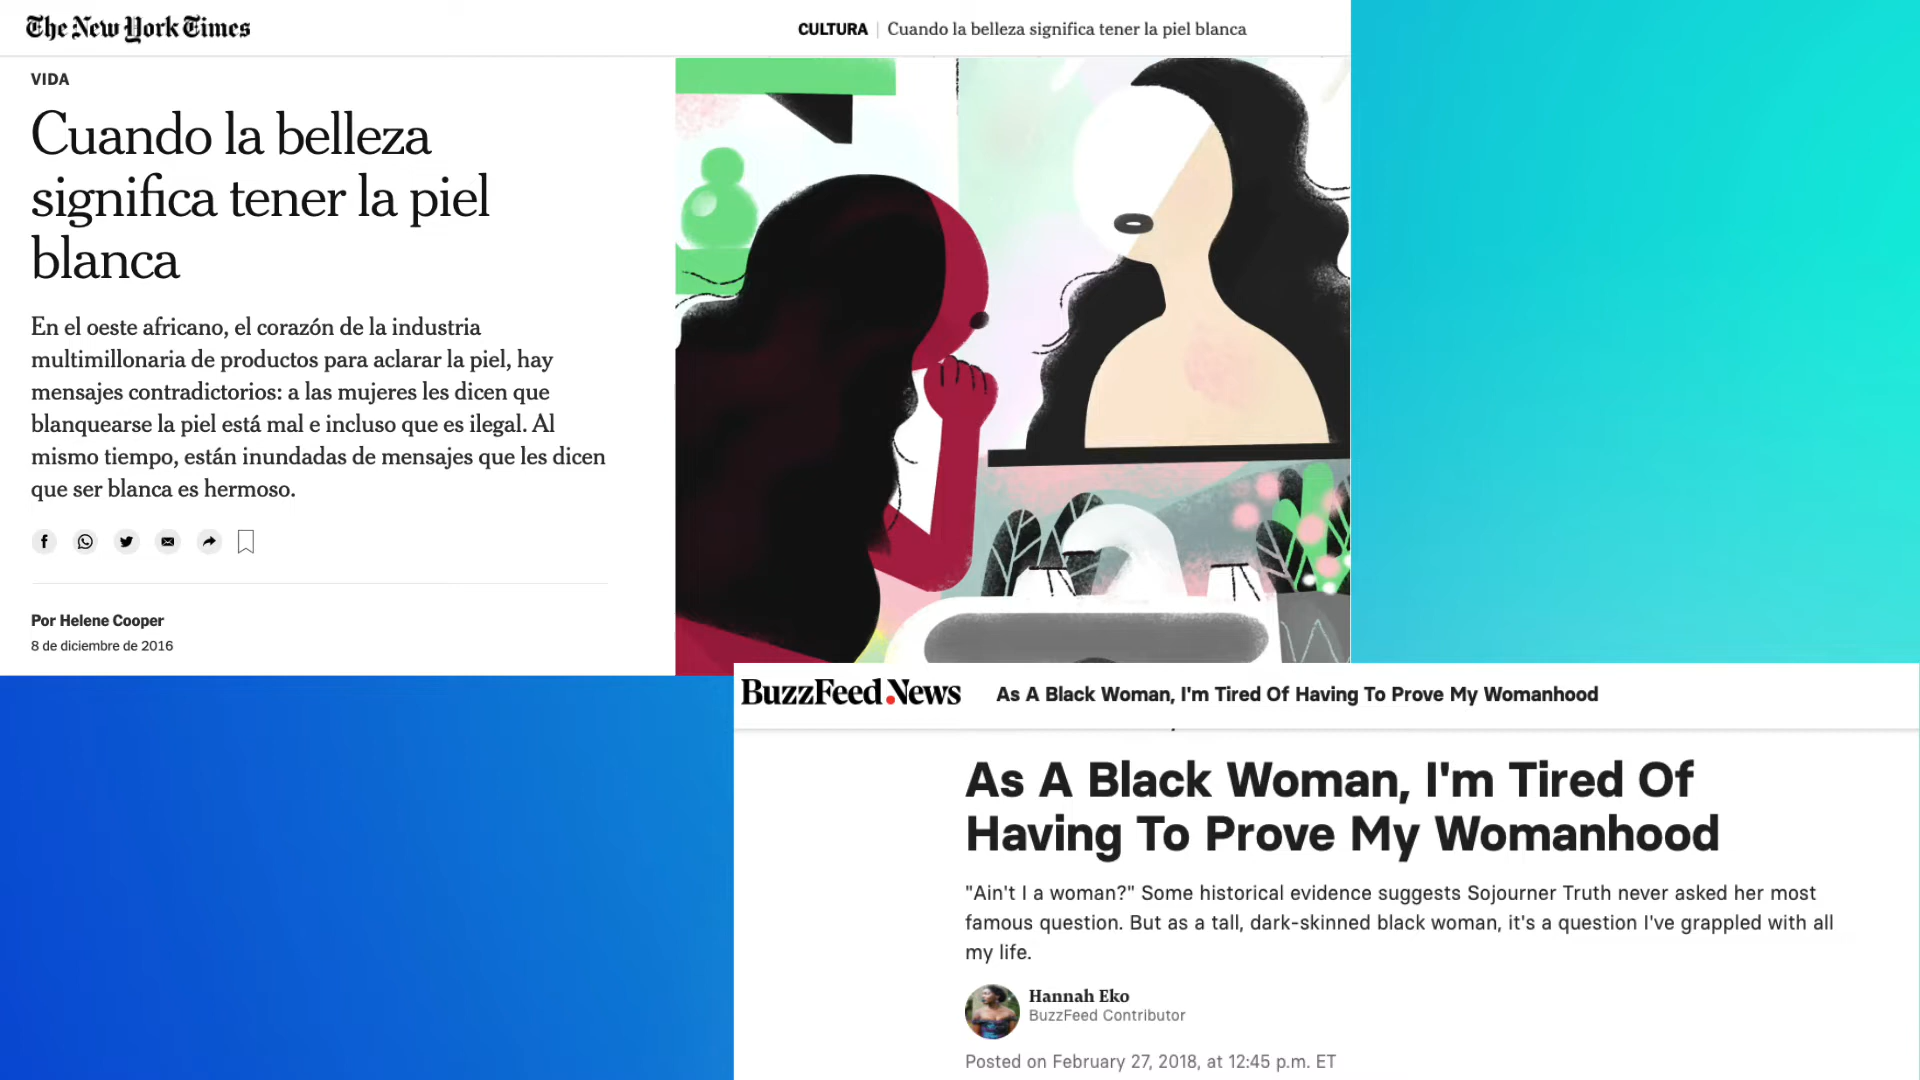 The New York Times
CULTURA | Cuando la belleza significa tener la piel blanca
VIDA
Cuando la belleza
significa tener la piel
blanca
En el oeste africano, el corazón de la industria
multimillonaria de productos para aclarar la piel, hay
mensajes contradictorios: a las mujeres les dicen que
blanquearse la piel está mal e incluso que es ilegal. Al
mismo tiempo, están inundadas de mensajes que les dicen
que ser blanca es hermoso.
Por Helene Cooper
8 de diciembre de 2016
BuzzFeed News
As A Black Woman, I'm Tired Of Having To Prove My Womanhood
As A Black Woman, I'm Tired Of
Having To Prove My Womanhood
"Ain't I a woman?" Some historical evidence suggests Sojourner Truth never asked her most
famous question. But as a tall, dark-skinned black woman, it's a question I've grappled with all
my life.
Hannah Eko
BuzzFeed Contributor
Posted on February 27, 2018, at 12:45 p.m. ET